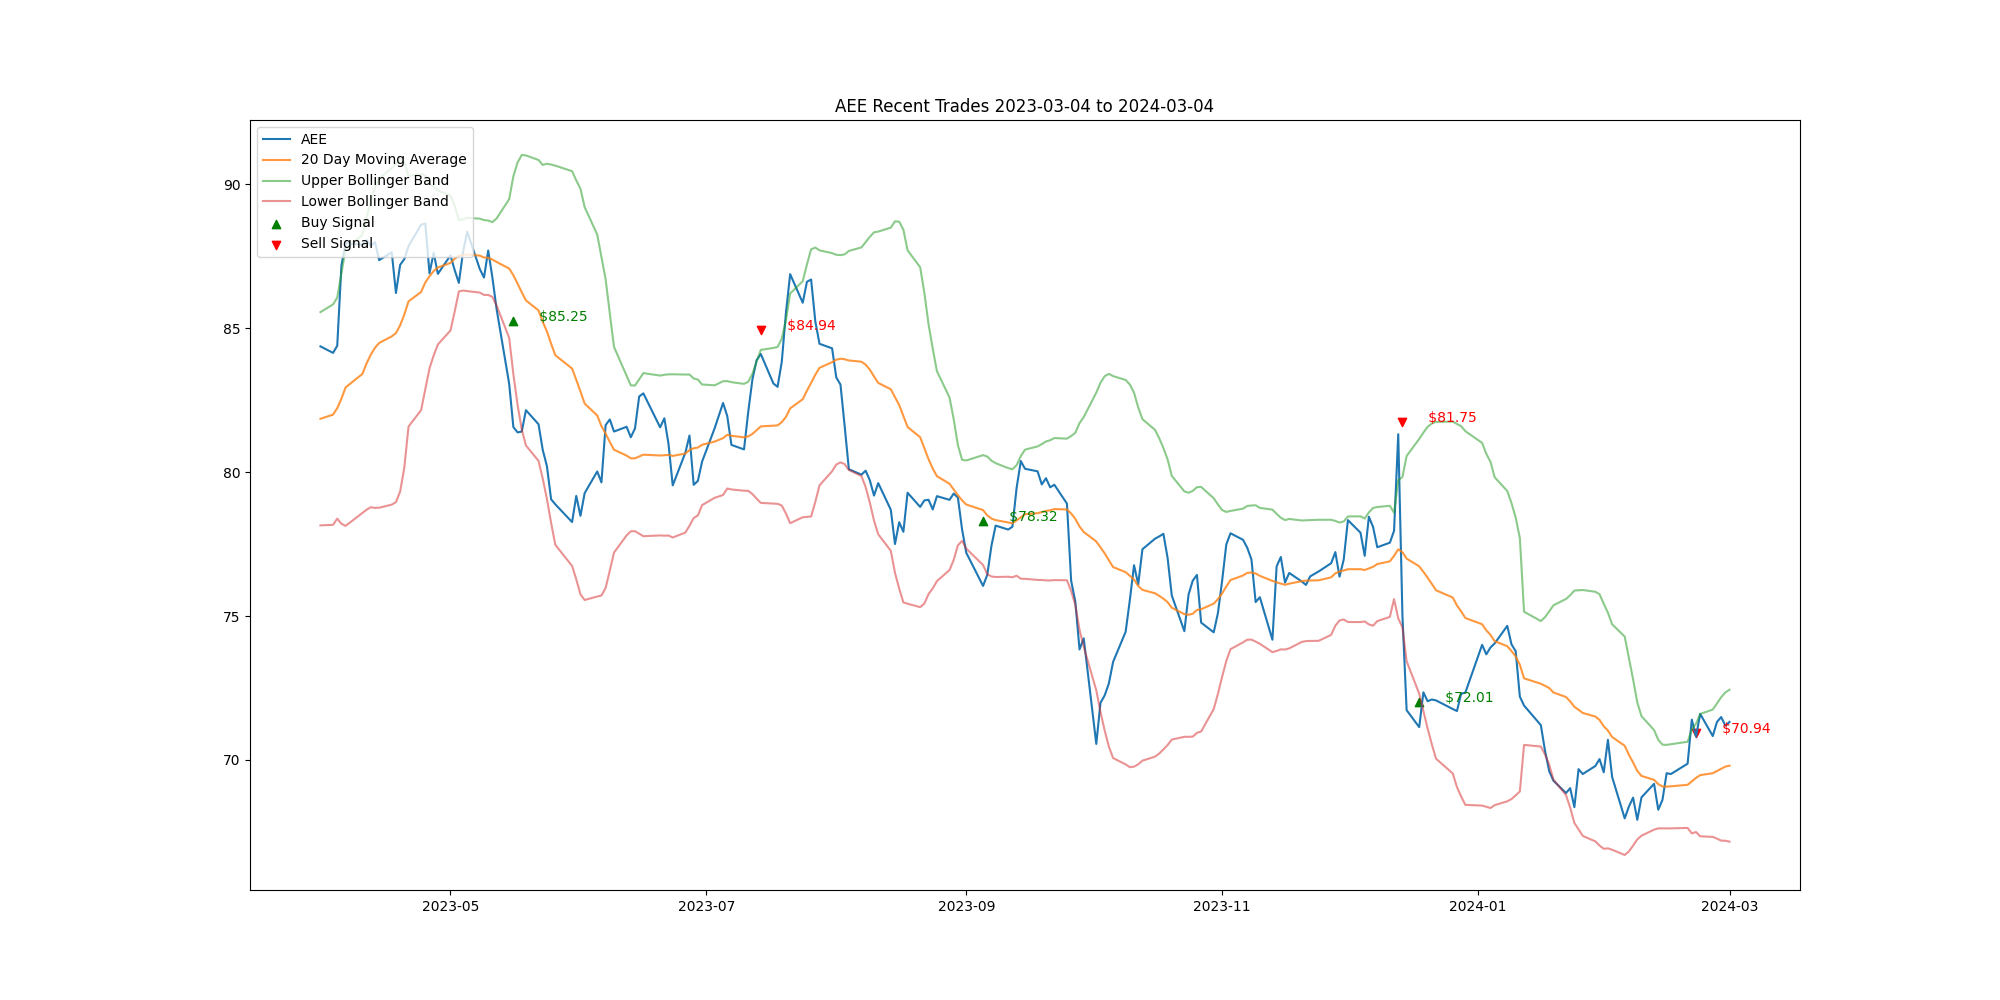 AEE Recent Trades 2023-03-04 to 2024-03-04
AEE
20 Day Moving Average
Upper Bollinger Band
Lower Bollinger Band
Buy Signal
Sell Signal
90
85
80
75
70
$85.25
$84.94
$78.32
$81.75
$72.01
$70.94
2023-05
2023-07
2023-09
2023-11
2024-01
2024-03